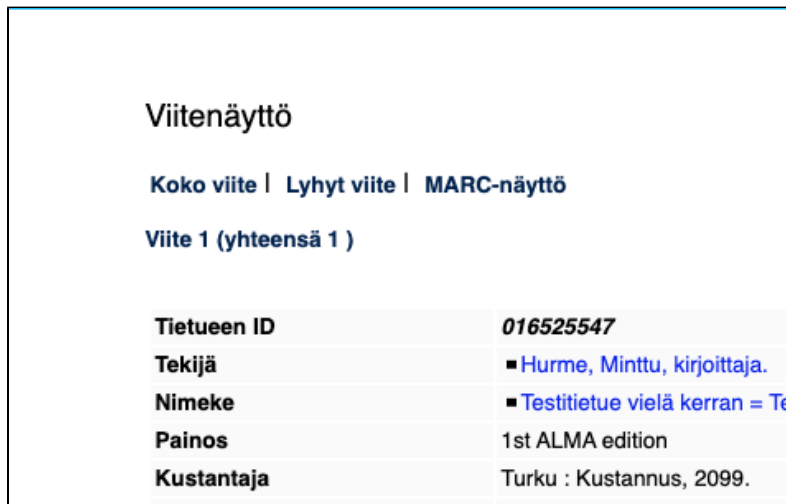 Viitenäyttö
Koko viite | Lyhyt viite | MARC-näyttö
Viite 1 (yhteensä 1 )
Tietueen ID 016525547
Tekijä ▪Hurme, Minttu, kirjoittaja.
Nimeke ▪Testitietue vielä kerran =
Painos 1st ALMA edition
Kustantaja Turku : Kustannus, 2099.